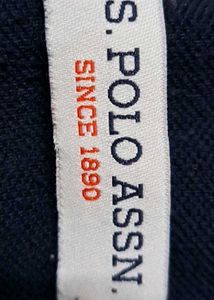 S. POLO ASSN.
SINCE 1890